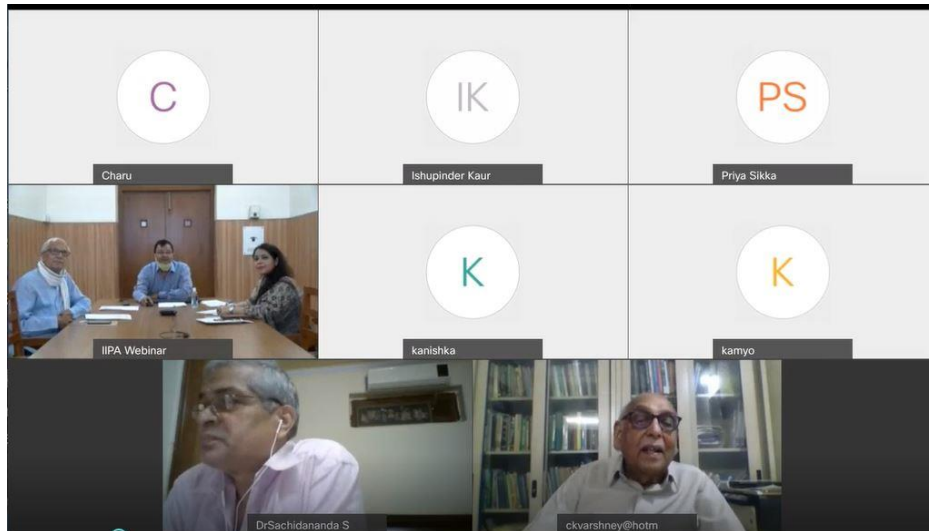 C
IK
PS
Charu
Ishupinder Kaur
Priya Sikka
K
K
IIPA Webinar
kanishka
kamyo
DrSachidananda S
ckvarshney@hotm